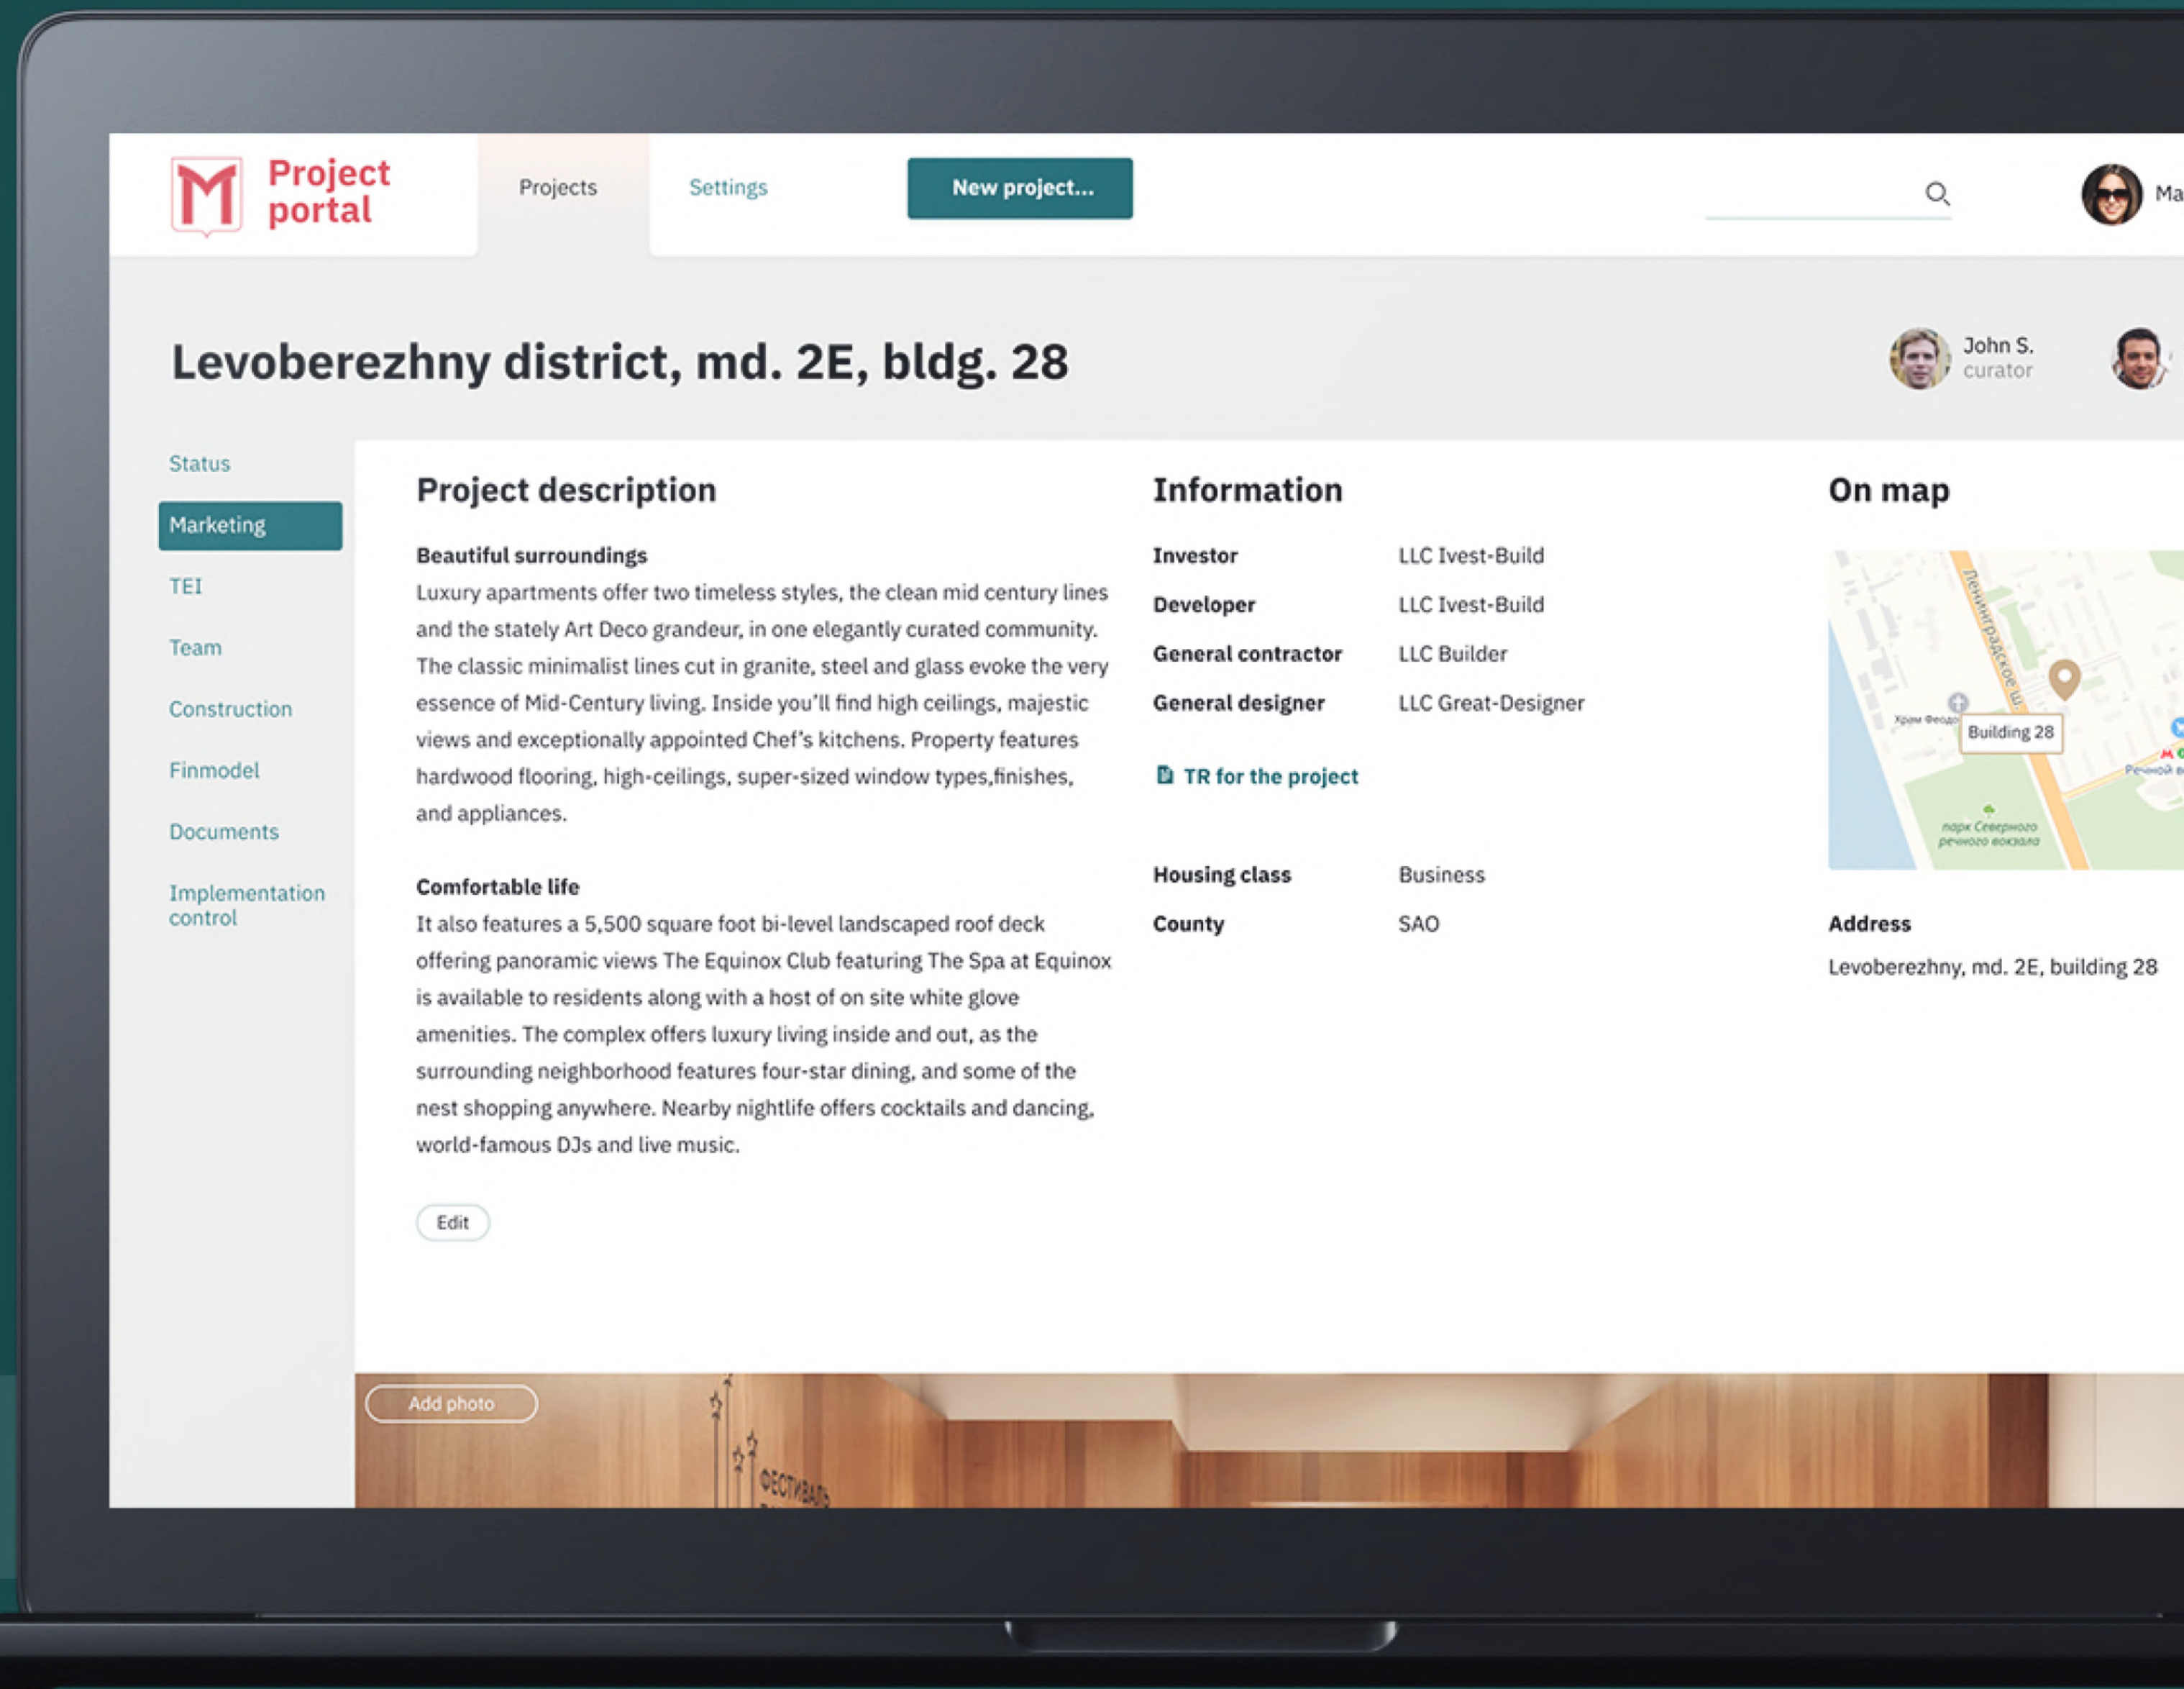 Project
portal
Projects
Settings
New project...
Levoberezhny district, md. 2E, bldg. 28
John S.
curator
Status
Marketing
TEI
Team
Construction
Finmodel
Documents
Implementation
control
Project description
Beautiful surroundings
Luxury apartments offer two timeless styles, the clean mid century lines
and the stately Art Deco grandeur, in one elegantly curated community.
The classic minimalist lines cut in granite, steel and glass evoke the very
essence of Mid-Century living. Inside you'll find high ceilings, majestic
views and exceptionally appointed Chef's kitchens. Property features
hardwood flooring, high-ceilings, super-sized window types,finishes,
and appliances.
Comfortable life
It also features a 5,500 square foot bi-level landscaped roof deck
offering panoramic views The Equinox Club featuring The Spa at Equinox
is available to residents along with a host of on site white glove
amenities. The complex offers luxury living inside and out, as the
surrounding neighborhood features four-star dining, and some of the
nest shopping anywhere. Nearby nightlife offers cocktails and dancing,
world-famous DJs and live music.
Edit
Information
Investor LLC Ivest-Build
Developer LLC Ivest-Build
General contractor LLC Builder
General designer LLC Great-Designer
TR for the project
Housing class Business
County SAO
On map
Ленинградское ш.
Храм
Building 28
Речной
парк Северного
речного вокзала
Address
Levoberezhny, md. 2E, building 28
Add photo
ФЕСТИВАЛЬ